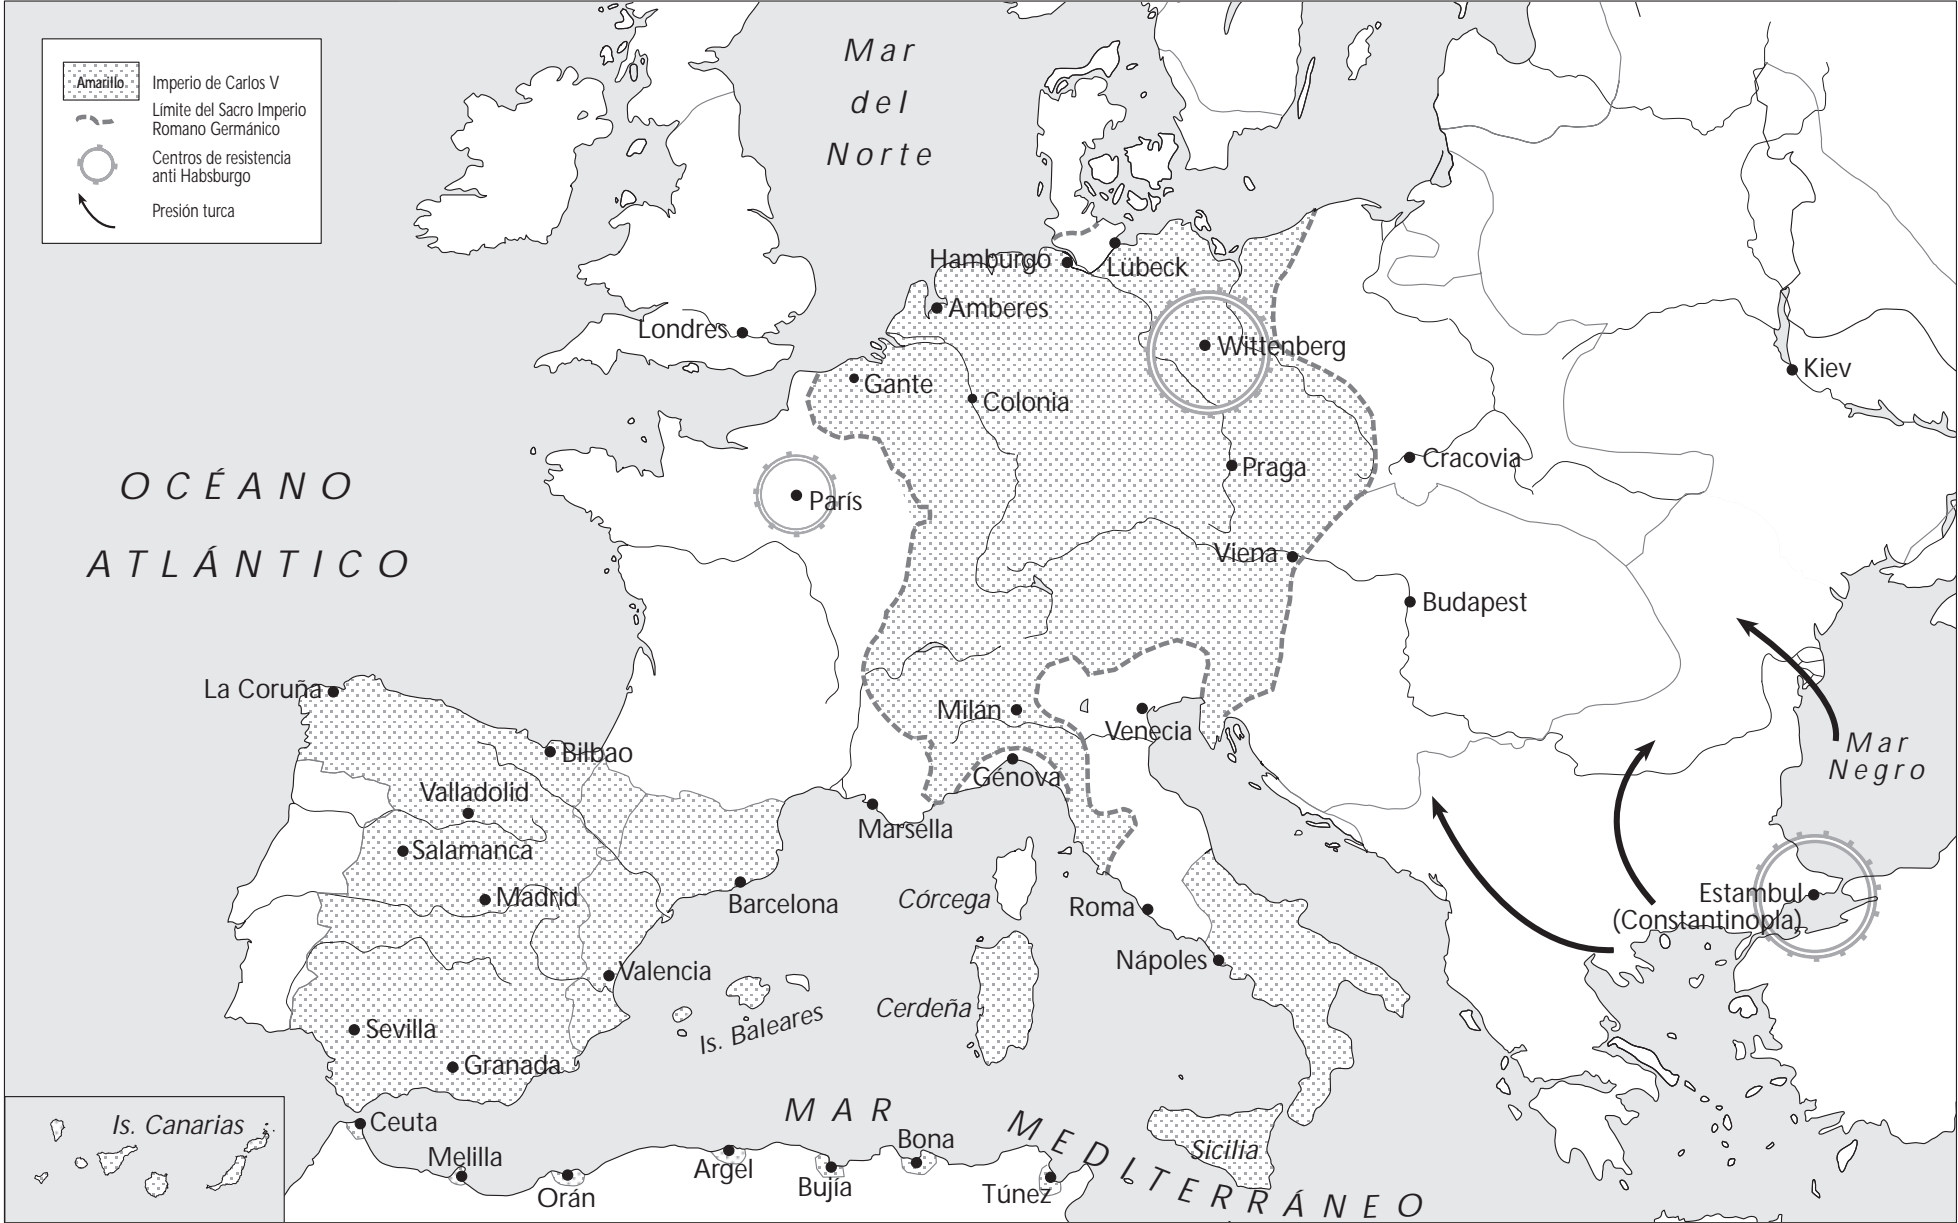 Amarillo
Imperio de Carlos V
Límite del Sacro Imperio
Romano Germánico
Centros de resistencia
anti Habsburgo
Presión turca
Mar
del
Norte
Hamburgo
Lübeck
Amberes
Londres
Wittenberg
Kiev
Gante
Colonia
Cracovia
Praga
OCÉANO
ATLÁNTICO
París
Viena
Budapest
La Coruña
Milán
Venecia
Bilbao
Génova
Mar
Negro
Valladolid
Marsella
Salamanca
Madrid
Barcelona
Córcega
Roma
Estambul
(Constantinopla)
Nápoles
Valencia
Cerdeña
Is. Baleares
Sevilla
Granada
MAR
MEDITERRÁNEO
Is. Canarias
Ceuta
Melilla
Orán
Argel
Bujía
Bona
Túnez
Sicilia